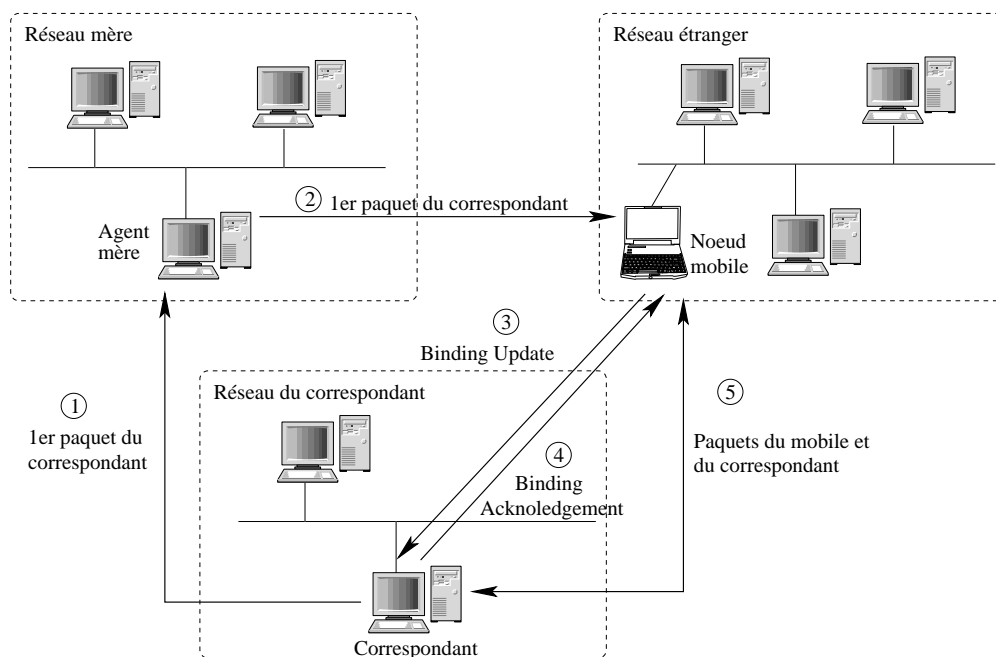 Réseau mère
Réseau étranger
2 1er paquet du correspondant
Agent
mère
Noeud
mobile
3
Binding Update
Réseau du correspondant
1
1er paquet du
correspondant
5
Paquets du mobile et
du correspondant
4
Binding
Acknoledgement
Correspondant